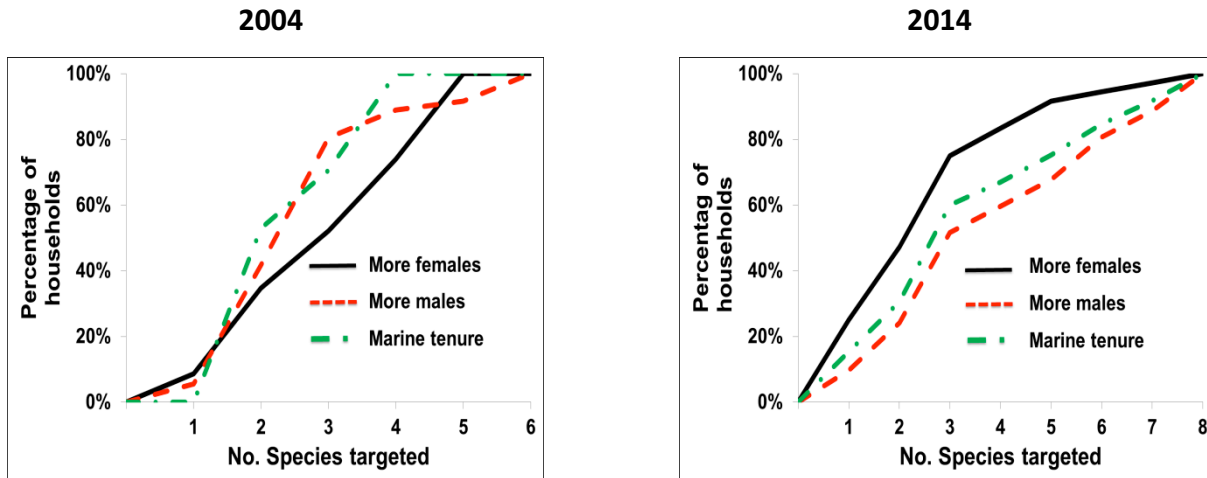 2004
Percentage of
households
100%
80%
60%
40%
20%
0%
More females
More males
Marine tenure
1 2 3 4 5 6
No. Species targeted
2014
Percentag of
households
100%
80%
60%
40%
20%
0%
More females
More males
Marine tenure
1 2 3 4 5 6 7 8
No. Species targeted